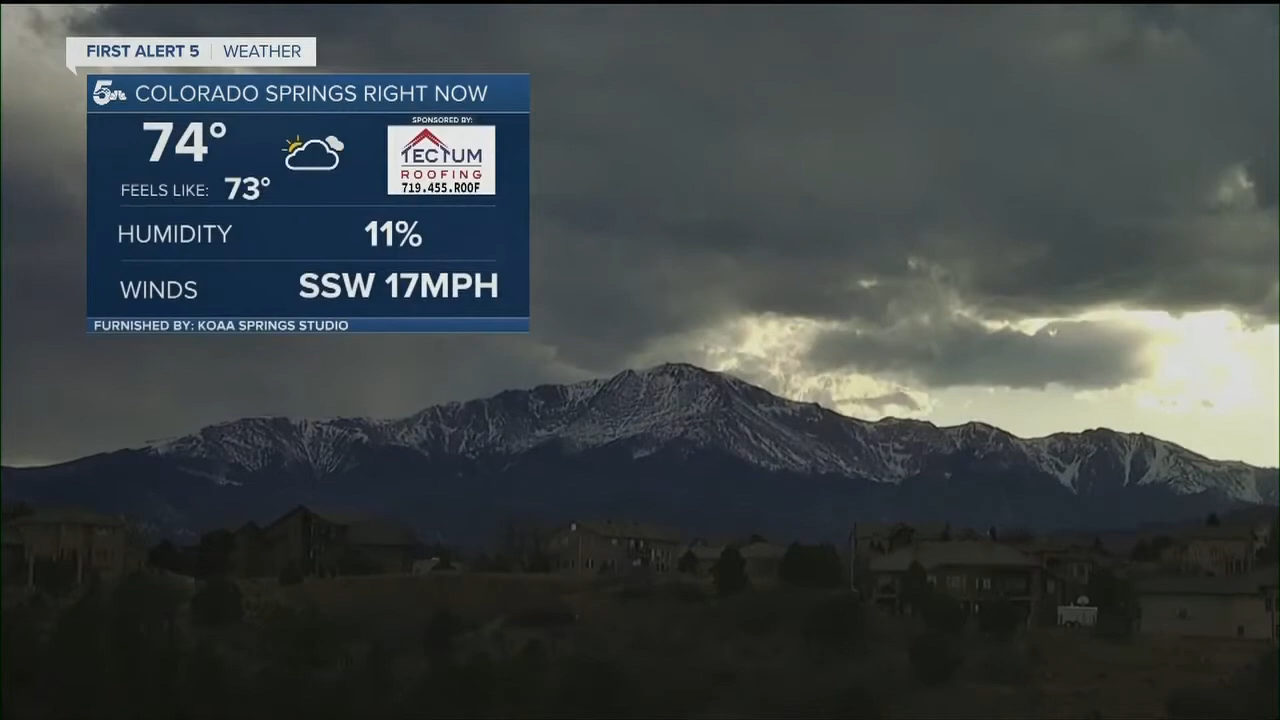 FIRST ALERT 5 | WEATHER
5 COLORADO SPRINGS RIGHT NOW
74°
SPONSORED BY:
TECTUM
ROOFING
719.455.ROOF
FEELS LIKE: 73°
HUMIDITY 11%
WINDS SSW 17MPH
FURNISHED BY: KOAA SPRINGS STUDIO